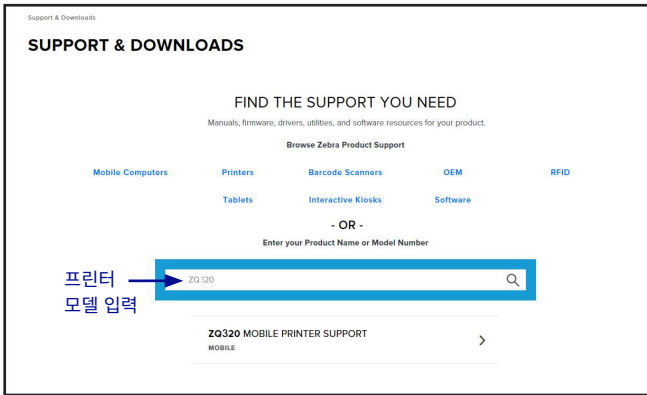 Support & Downloads
SUPPORT & DOWNLOADS
FIND THE SUPPORT YOU NEED
Manuals, firmware, drivers, utilities, and software resources for your product.
Browse Zebra Product Support
Mobile Computers Printers Barcode Scanners OEM RFID
Tablets Interactive Kiosks Software
- OR -
Enter your Product Name or Model Number
프린터
모델 입력
ZQ320
ZQ320 MOBILE PRINTER SUPPORT
MOBILE